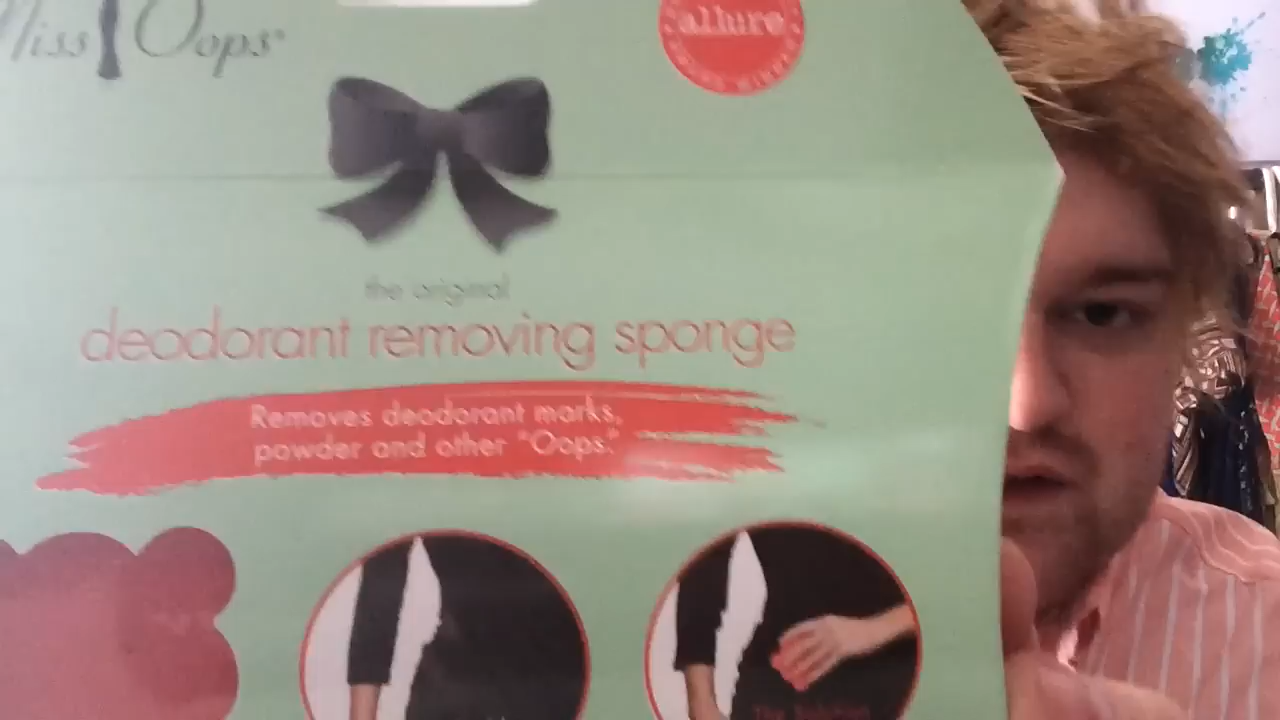 Miss Oops®
allure
the original
deodorant removing sponge
Removes deodorant marks,
powder and other "Oops."